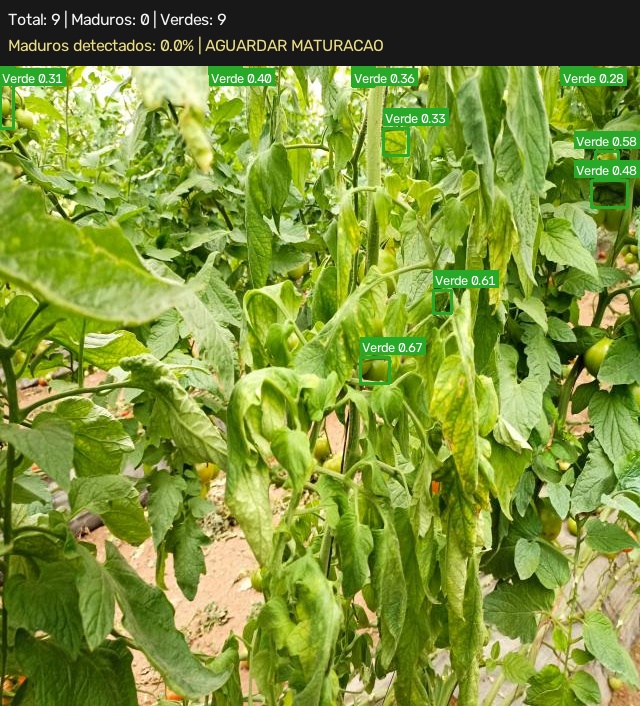 Total: 9 | Maduros: 0 | Verdes: 9
Maduros detectados: 0.0% | AGUARDAR MATURACAO
Verde 0.31
Verde 0.40
Verde 0.36
Verde 0.28
Verde 0.33
Verde 0.58
Verde 0.48
Verde 0.61
Verde 0.67